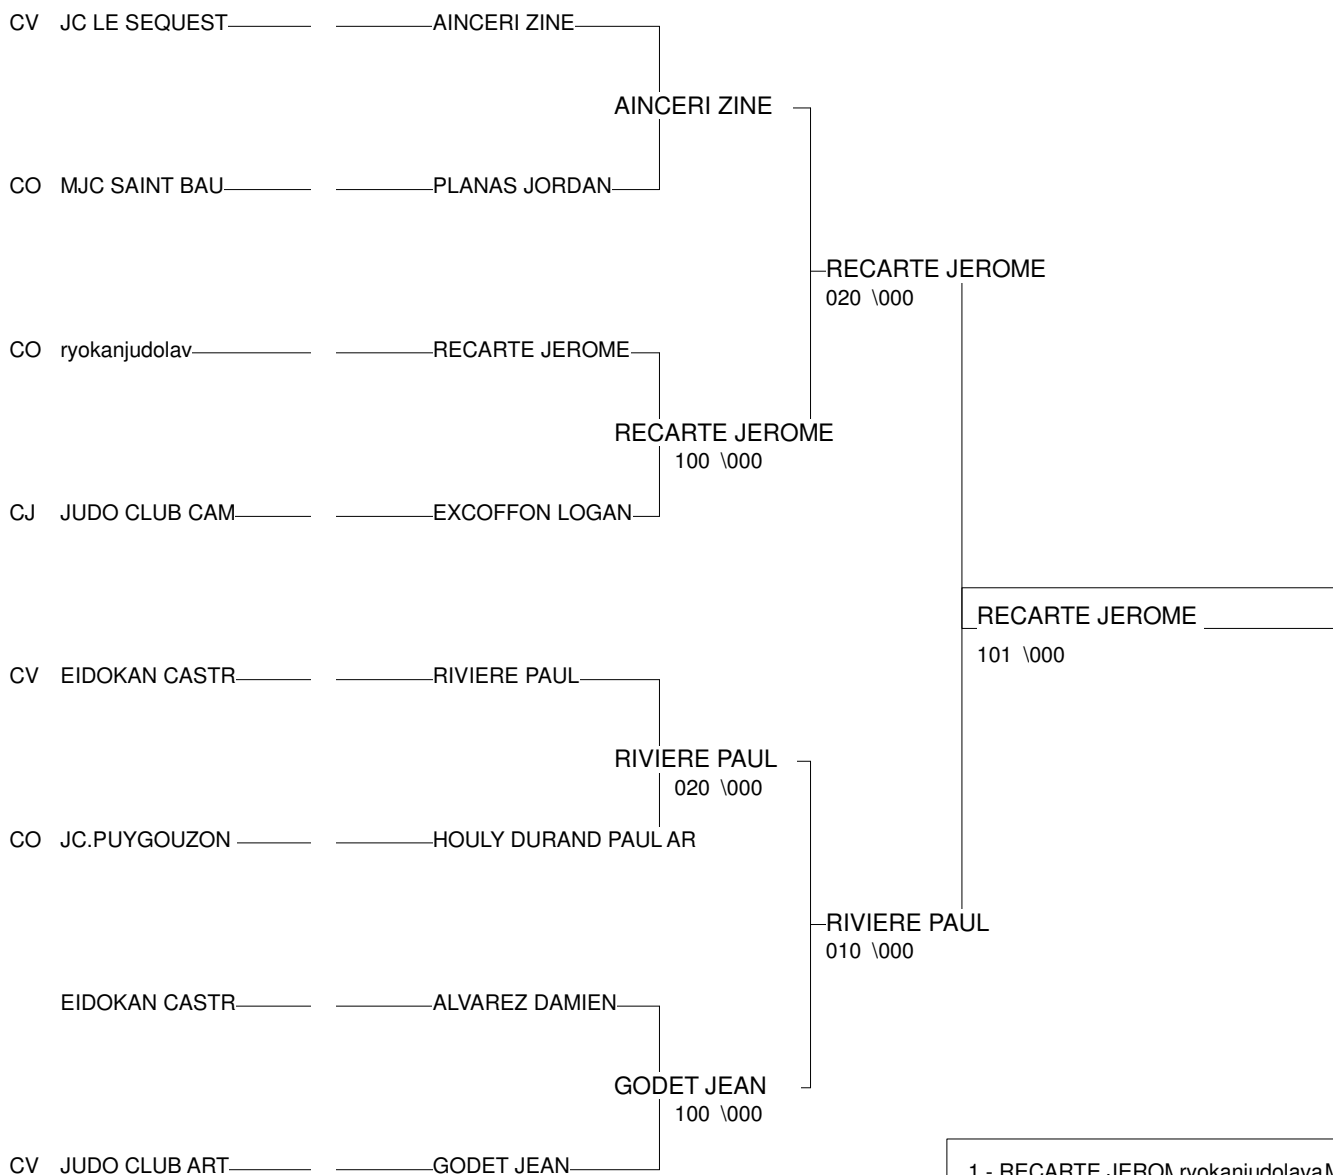 CV JC LE SEQUEST AINCERI ZINE
AINCERI ZINE
CO MJC SAINT BAU PLANAS JORDAN
RECARTE JEROME
020 \000
CO ryokanjudolav RECARTE JEROME
RECARTE JEROME
100 \000
CJ JUDO CLUB CAM EXCOFFON LOGAN
RECARTE JEROME
101 \000
CV EIDOKAN CASTR RIVIERE PAUL
RIVIERE PAUL
020 \000
CO JC.PUYGOUZON HOULY DURAND PAUL AR
RIVIERE PAUL
010 \000
EIDOKAN CASTR ALVAREZ DAMIEN
GODET JEAN
100 \000
CV JUDO CLUB ART GODET JEAN
1 - RECARTE